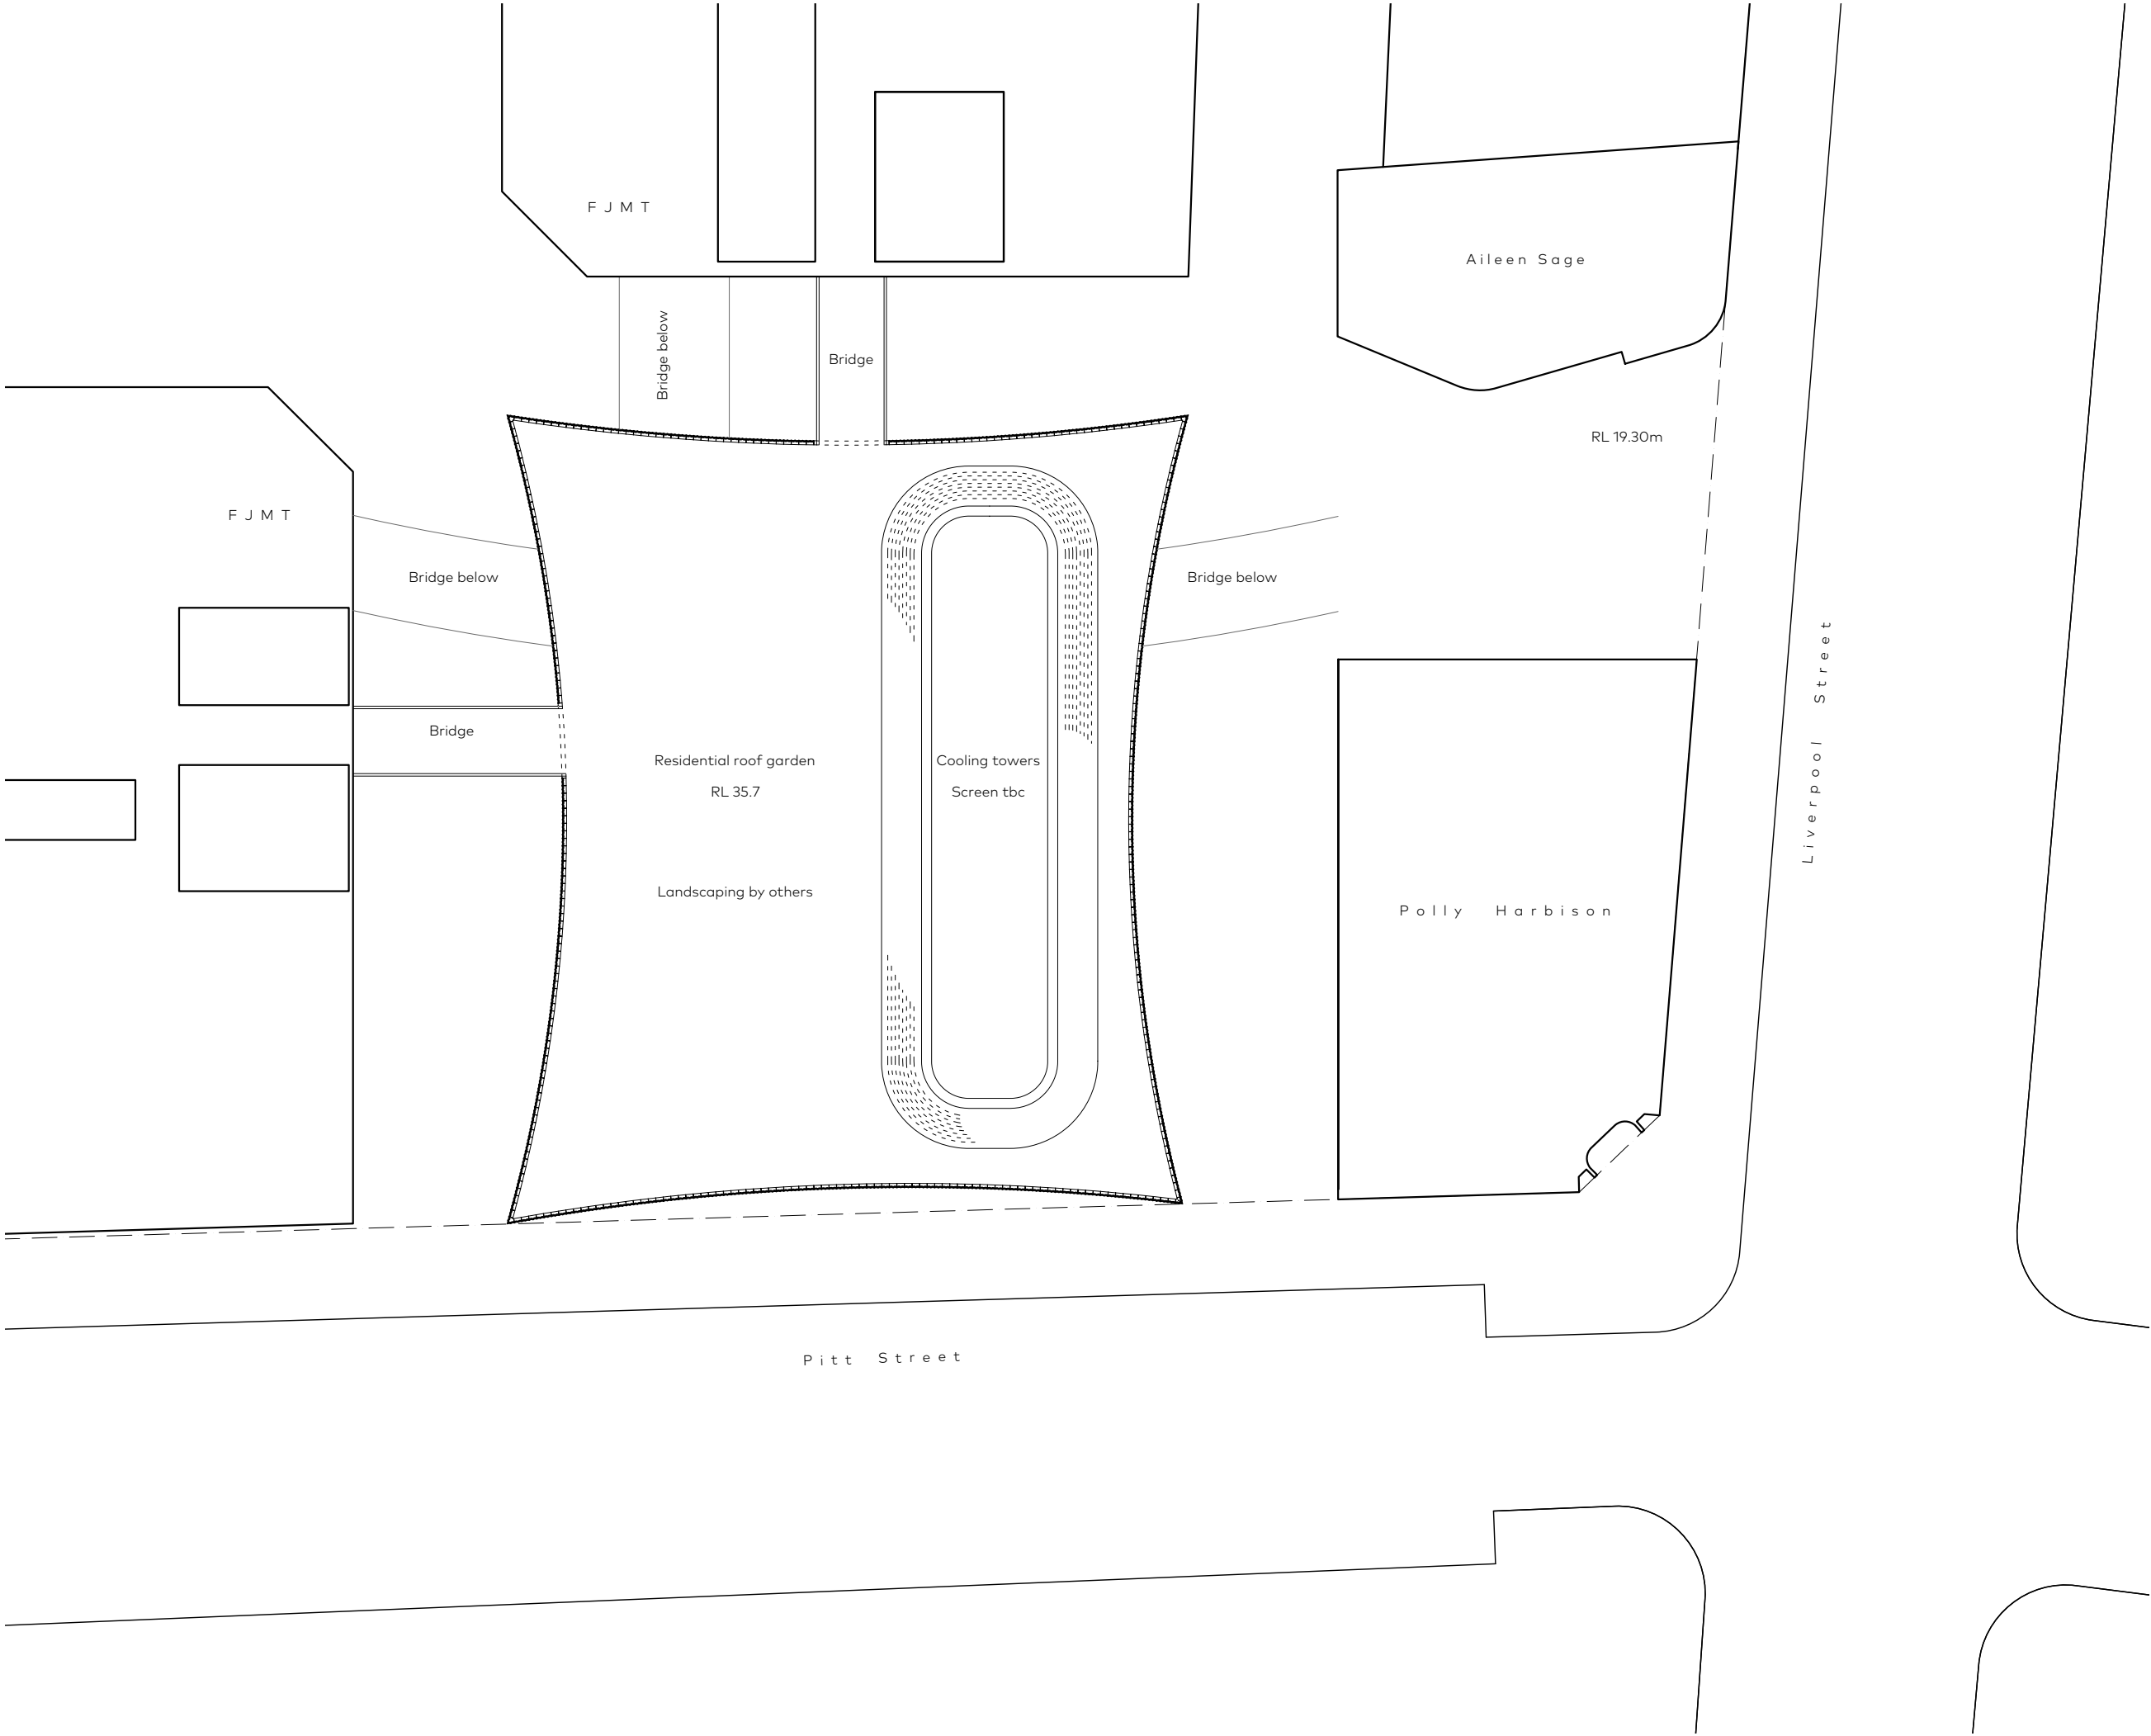 F J M T
Aileen Sage
Bridge below
Bridge
RL 19.30m
F J M T
Bridge below
Bridge below
Liverpool Street
Bridge
Residential roof garden
RL 35.7
Cooling towers
Screen tbc
Landscaping by others
Polly Harbison
Pitt Street